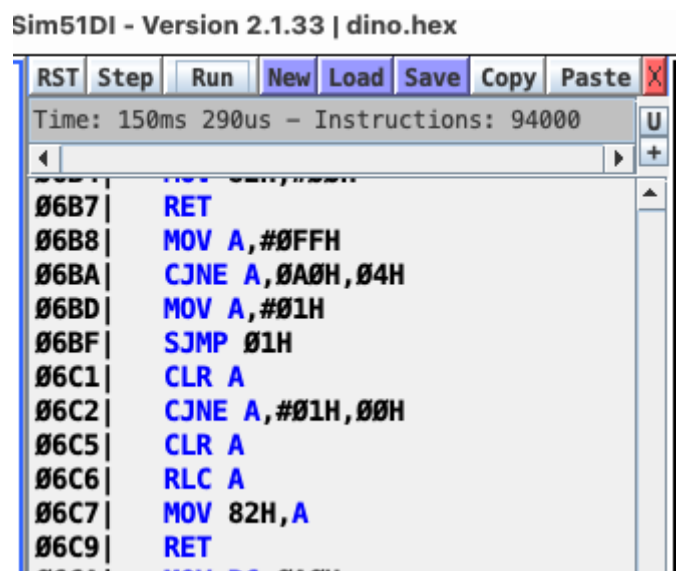 Sim51DI - Version 2.1.33 | dino.hex
RST Step Run New Load Save Copy Paste X
Time: 150ms 290us - Instructions: 94000 U
+
06B7| RET
06B8| MOV A,#0FFH
06BA| CJNE A,0A0H,04H
06BD| MOV A,#01H
06BF| SJMP 01H
06C1| CLR A
06C2| CJNE A,#01H,00H
06C5| CLR A
06C6| RLC A
06C7| MOV 82H,A
06C9| RET